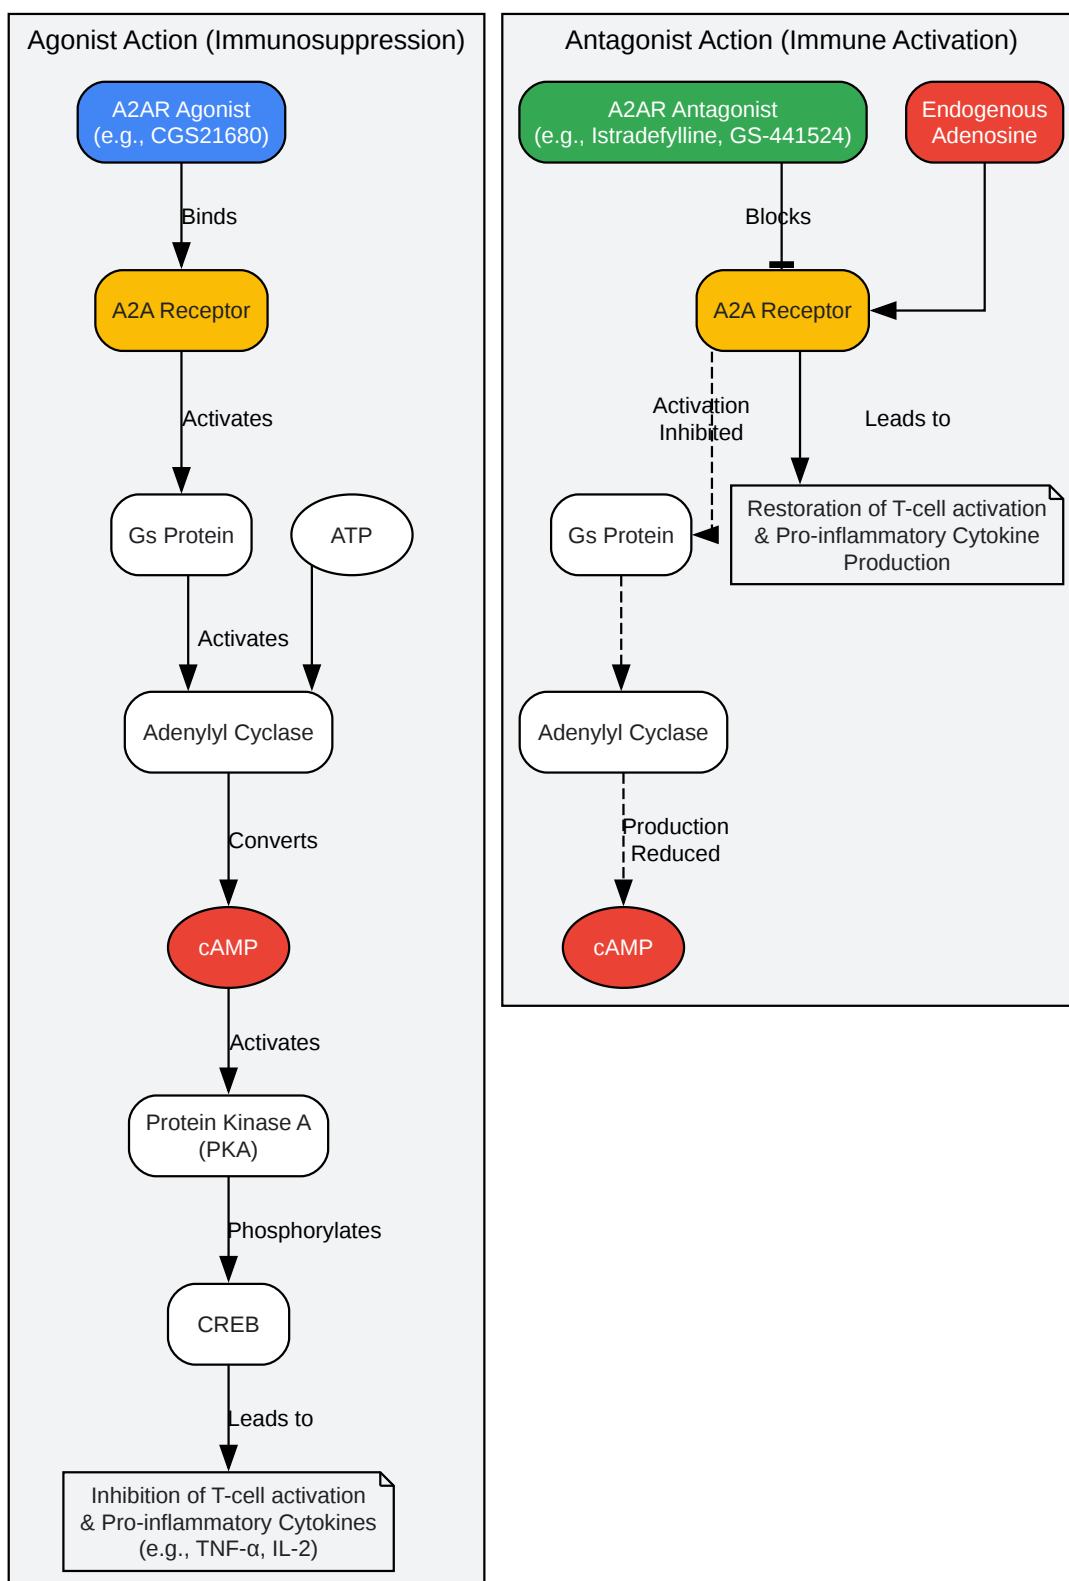 Agonist Action (Immunosuppression)
A2AR Agonist
(e.g., CGS21680)
Binds
A2A Receptor
Activates
Gs Protein
ATP
Activates
Adenylyl Cyclase
Converts
cAMP
Activates
Protein Kinase A
(PKA)
Phosphorylates
CREB
Leads to
Inhibition of T-cell activation
& Pro-inflammatory Cytokines
(e.g., TNF-α, IL-2)
Antagonist Action (Immune Activation)
A2AR Antagonist
(e.g., Istradefylline, GS-441524)
Endogenous
Adenosine
Blocks
A2A Receptor
Activation
Inhibited
Leads to
Gs Protein
Restoration of T-cell activation
& Pro-inflammatory Cytokine
Production
Adenylyl Cyclase
Production
Reduced
cAMP